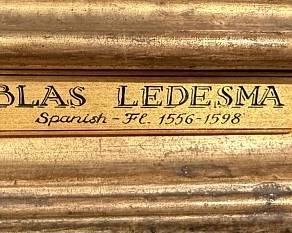 BLAS LEDESMA
Spanish - Fl. 1556-1598